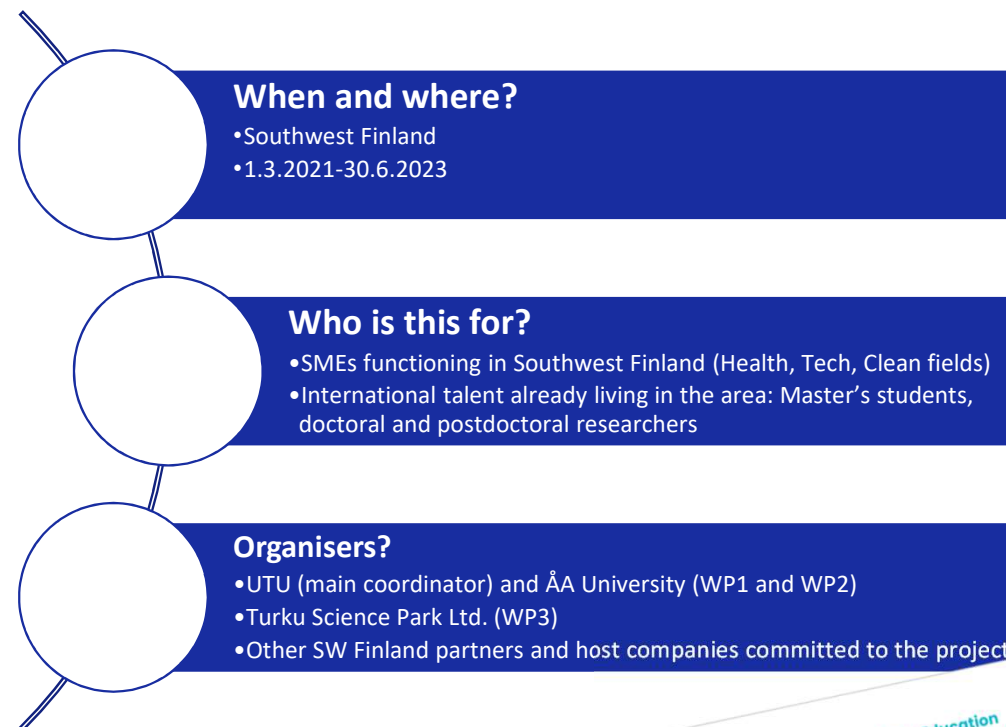 When and where?
•Southwest Finland
•1.3.2021-30.6.2023
Who is this for?
•SMEs functioning in Southwest Finland (Health, Tech, Clean fields)
•International talent already living in the area: Master's students,
doctoral and postdoctoral researchers
Organisers?
•UTU (main coordinator) and ÅA University (WP1 and WP2)
•Turku Science Park Ltd. (WP3)
•Other SW Finland partners and host companies committed to the project